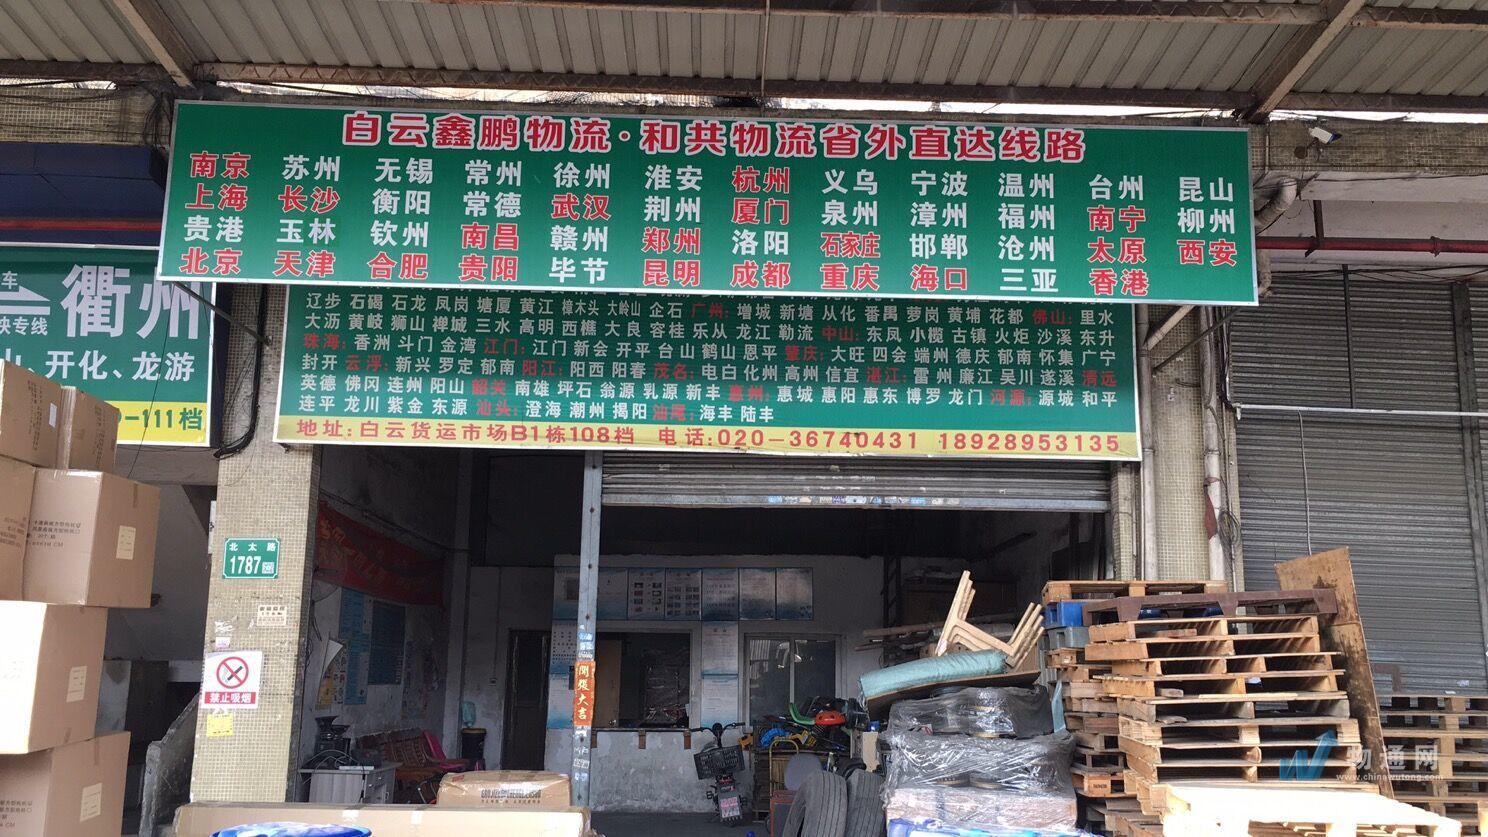 白云鑫鹏物流·和共物流省外直达线路
南京 苏州 无锡 常州 徐州 淮安 杭州 义乌 宁波 温州 台州 昆山
上海 长沙 衡阳 常德 武汉 荆州 厦门 泉州 漳州 福州 南宁 柳州
贵港 玉林 钦州 南昌 赣州 郑州 洛阳 石家庄 邯郸 沧州 太原 西安
北京 天津 合肥 贵阳 毕节 昆明 成都 重庆 海口 三亚 香港
辽步 石碣 石龙 凤岗 塘厦 黄江 樟木头 大岭山 企石 广州: 增城 新塘 从化 番禺 萝岗 黄埔 花都 佛山: 里水
大沥 黄岐 狮山 禅城 三水 高明 西樵 大良 容桂 乐从 龙江 勒流 中山: 东凤 小榄 古镇 火炬 沙溪 东升
珠海: 香洲 斗门 金湾 江门: 江门 新会 开平 台山 鹤山 恩平 肇庆: 大旺 四会 端州 德庆 郁南 怀集 广宁
封开 云浮: 新兴 罗定 郁南 阳江: 阳西 阳春 茂名: 电白 化州 高州 信宜 湛江: 雷州 廉江 吴川 遂溪 清远
英德 佛冈 连州 阳山 韶关 南雄 坪石 翁源 乳源 新丰 惠州: 惠城 惠阳 惠东 博罗 龙门 河源: 源城 和平
连平 龙川 紫金 东源 汕头: 澄海 潮州 揭阳 汕尾: 海丰 陆丰
地址: 白云货运市场B1栋108档 电话: 020-36740431 18928953135
车
衢州
专线
山、开化、龙游
-111档
北太路
1787
禁止吸烟
開張大吉
物通网
www.chinawutong.com